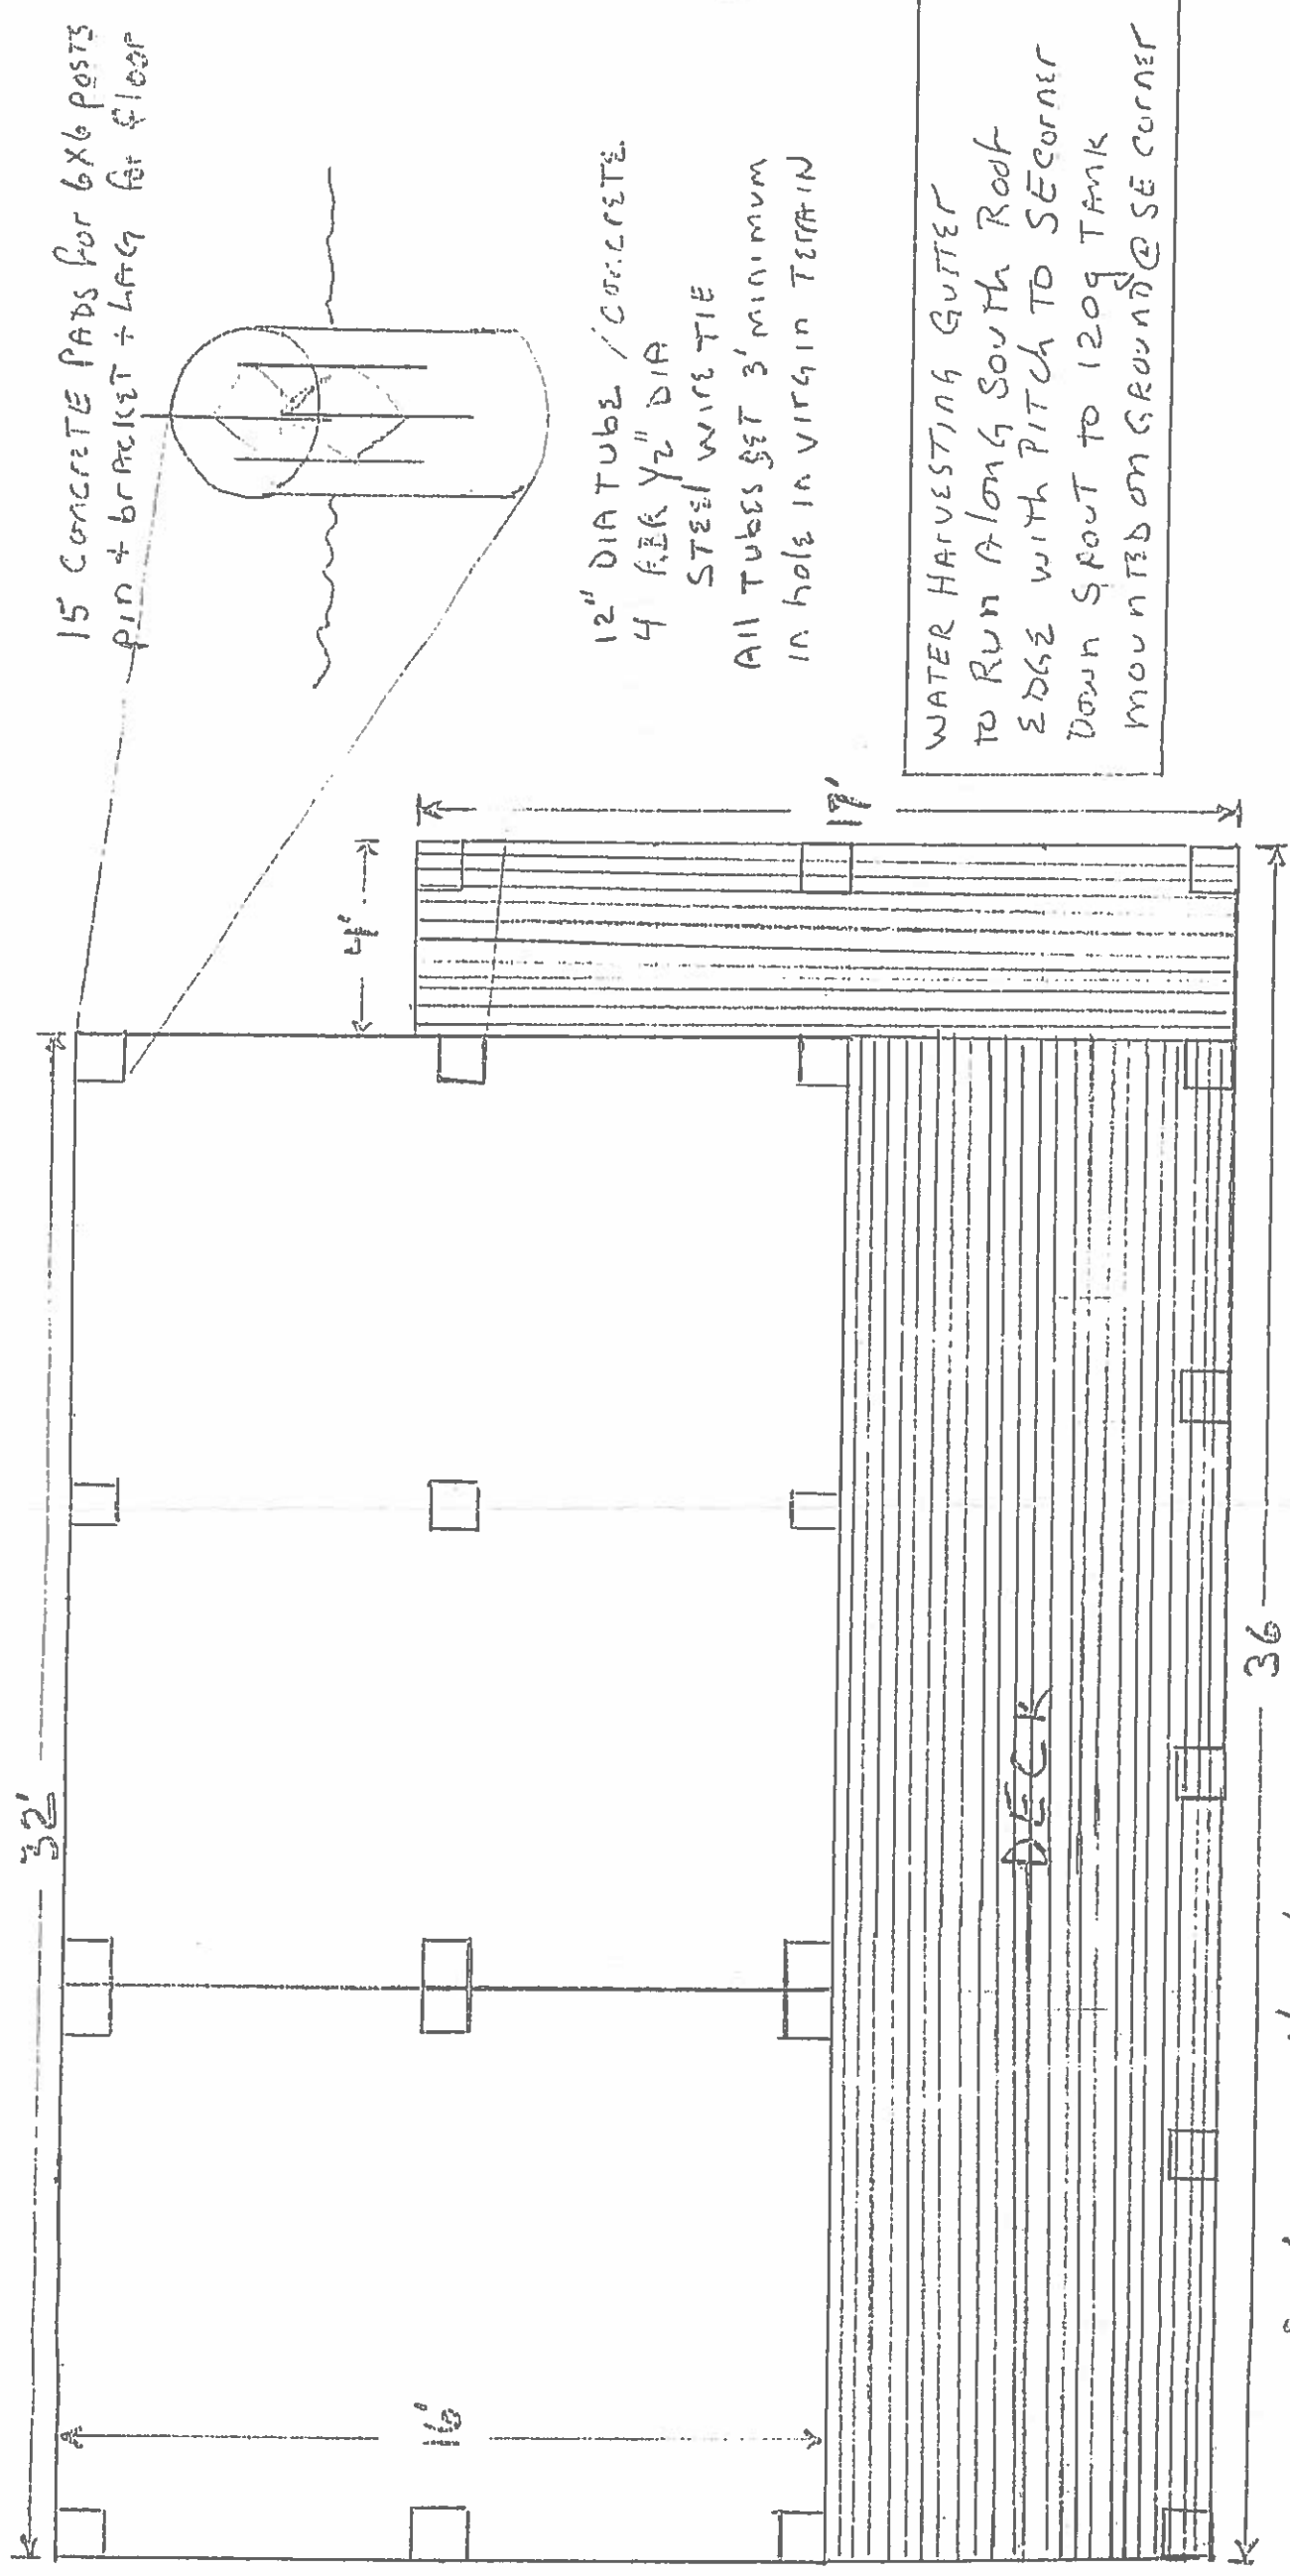 15 CONCRETE PADS for 6X6 POSTS
PIN + brACKET + LAG for floor
12" DIA TUBE / CONCRETE
4 1/2" DIA
STEEl WIrE TIE
All TUbES SET 3' MINIMUM
IN holE IN VIrGIN TErrAIN
WATER HArVESTING GUTTEr
TO RUN AlonG SOUTh Roof
EDGE WITh PITCh TO SE CornEr
Down SPOUT TO 120g TANK
MOUNTED on GROUND @ SE CornEr
32'
4'
17'
16'
DECK
36